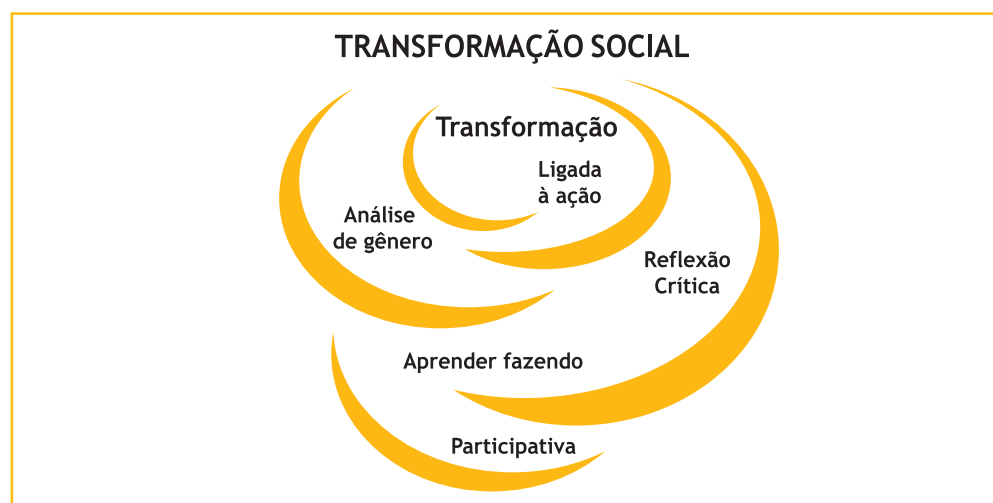 TRANSFORMAÇÃO SOCIAL
Transformação
Ligada
à ação
Análise
de gênero
Reflexão
Crítica
Aprender fazendo
Participativa